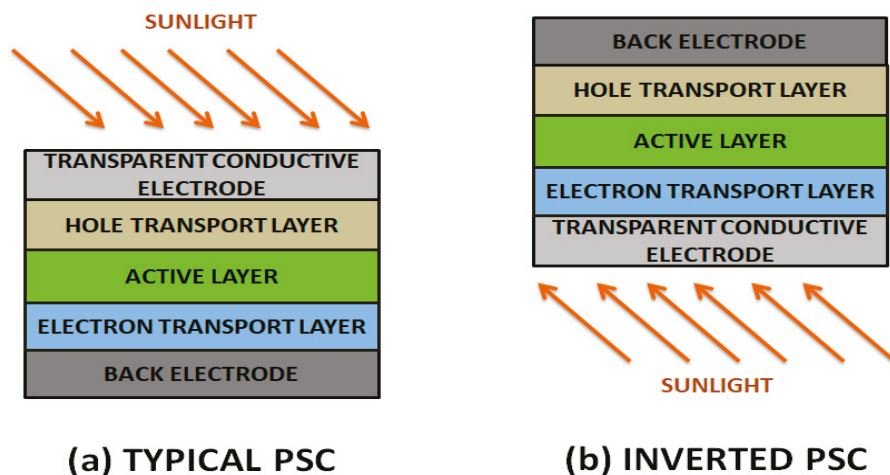 SUNLIGHT
TRANSPARENT CONDUCTIVE
ELECTRODE
HOLE TRANSPORT LAYER
ACTIVE LAYER
ELECTRON TRANSPORT LAYER
BACK ELECTRODE
(a) TYPICAL PSC
BACK ELECTRODE
HOLE TRANSPORT LAYER
ACTIVE LAYER
ELECTRON TRANSPORT LAYER
TRANSPARENT CONDUCTIVE
ELECTRODE
SUNLIGHT
(b) INVERTED PSC